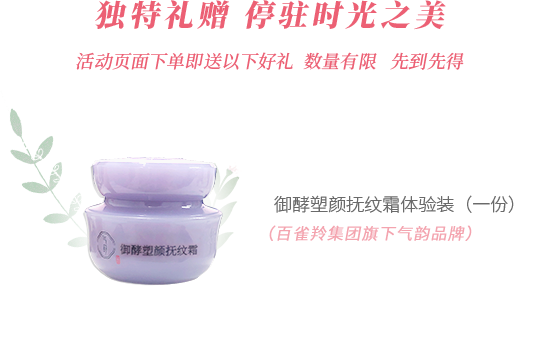 独特礼赠 停驻时光之美
活动页面下单即送以下好礼 数量有限 先到先得
御酵塑颜抚纹霜体验装（一份）
（百雀羚集团旗下气韵品牌）
御酵塑颜抚纹霜